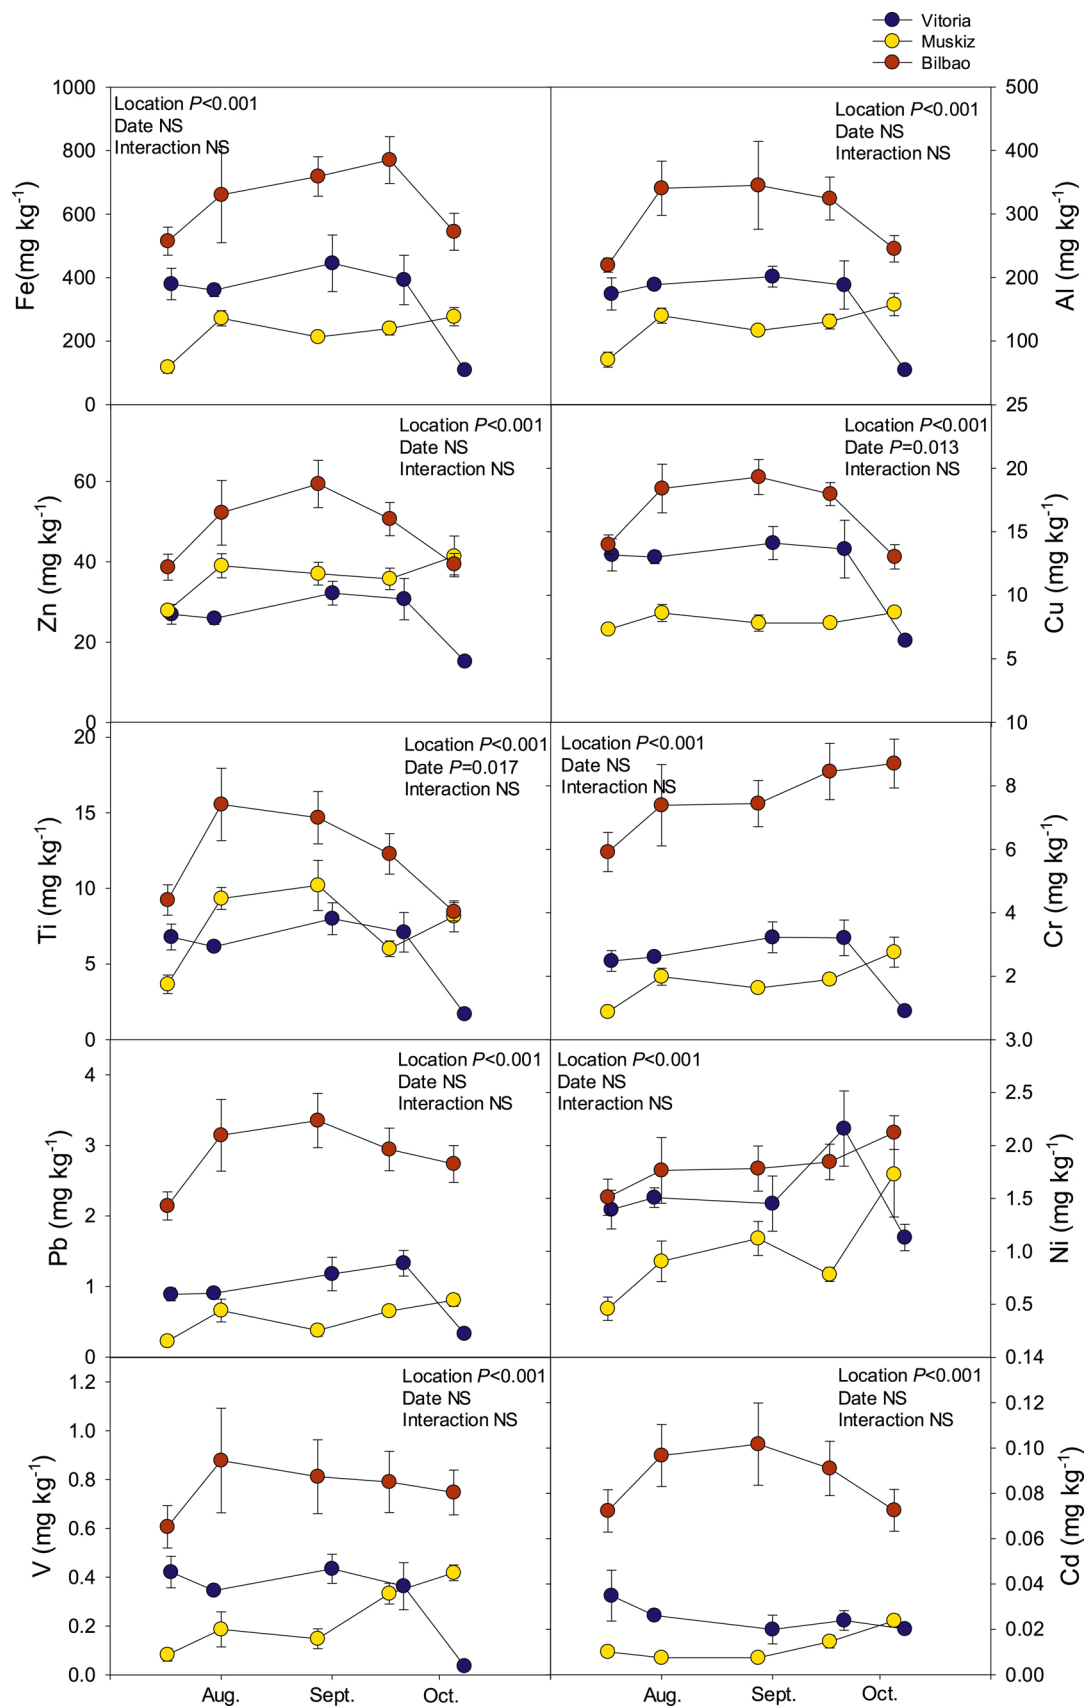 Vitoria
Muskiz
Bilbao
Location P<0.001
Date NS
Interaction NS
Fe(mg kg-1)
1000
800
600
400
200
0
Location P<0.001
Date NS
Interaction NS
500
400
300
200
100
25
Al (mg kg-1)
Location P<0.001
Date NS
Interaction NS
Zn (mg kg-1)
60
40
20
0
Location P<0.001
Date P=0.013
Interaction NS
20
15
10
5
10
Cu (mg kg-1)
Location P<0.001
Date P=0.017
Interaction NS
Ti (mg kg-1)
20
15
10
5
0
Location P<0.001
Date NS
Interaction NS
8
6
4
2
3.0
Cr (mg kg-1)
Location P<0.001
Date NS
Interaction NS
Pb (mg kg-1)
4
3
2
1
0
Location P<0.001
Date NS
Interaction NS
2.5
2.0
1.5
1.0
0.5
0.14
Ni (mg kg-1)
Location P<0.001
Date NS
Interaction NS
V (mg kg-1)
1.2
1.0
0.8
0.6
0.4
0.2
0.0
Location P<0.001
Date NS
Interaction NS
0.12
0.10
0.08
0.06
0.04
0.02
0.00
Cd (mg kg-1)
Aug. Sept. Oct.
Aug. Sept. Oct.